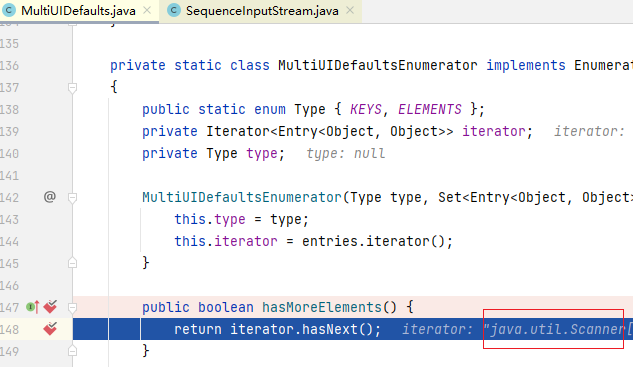 MultiUIDefaults.java × SequenceInputStream.java ×
135
136 private static class MultiUIDefaultsEnumerator implements Enumerat
137 {
138 public static enum Type { KEYS, ELEMENTS };
139 private Iterator<Entry<Object, Object>> iterator; iterator:
140 private Type type; type: null
141
142 @ MultiUIDefaultsEnumerator(Type type, Set<Entry<Object, Object>
143 this.type = type;
144 this.iterator = entries.iterator();
145 }
146
147 public boolean hasMoreElements() {
148 return iterator.hasNext(); iterator: "java.util.Scanner[
149 }